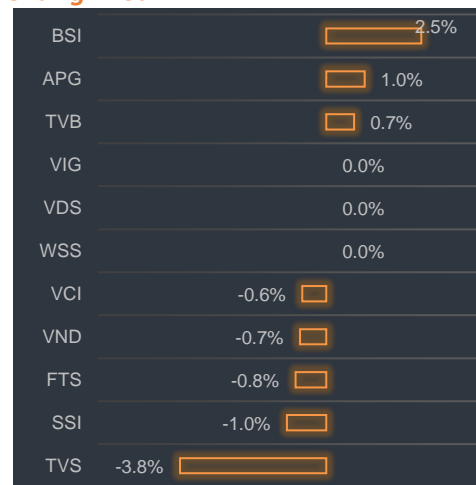 BSI 2.5%
APG 1.0%
TVB 0.7%
VIG 0.0%
VDS 0.0%
WSS 0.0%
VCI -0.6%
VND -0.7%
FTS -0.8%
SSI -1.0%
TVS -3.8%